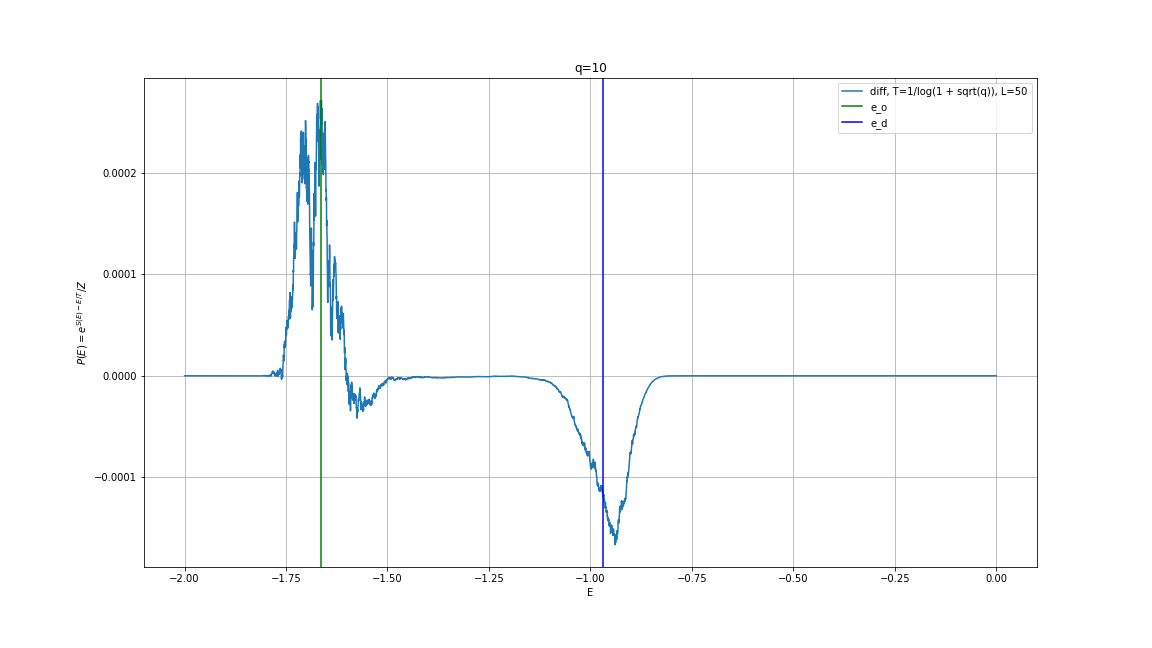 q=10
diff, T=1/log(1 + sqrt(q)), L=50
e_o
e_d
0.0002
0.0001
0.0000
−0.0001
P(E) = e^{S(E) − E/T}/Z
−2.00 −1.75 −1.50 −1.25 −1.00 −0.75 −0.50 −0.25 0.00
E